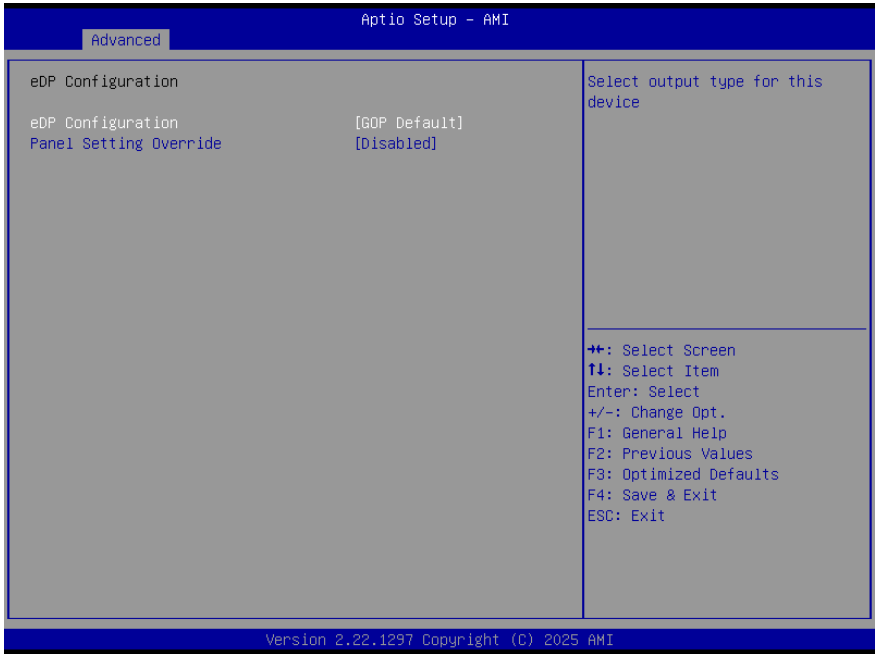 Aptio Setup - AMI
Advanced
eDP Configuration
eDP Configuration [GOP Default]
Panel Setting Override [Disabled]
Select output type for this
device
→←: Select Screen
↑↓: Select Item
Enter: Select
+/-: Change Opt.
F1: General Help
F2: Previous Values
F3: Optimized Defaults
F4: Save & Exit
ESC: Exit
Version 2.22.1297 Copyright (C) 2025 AMI